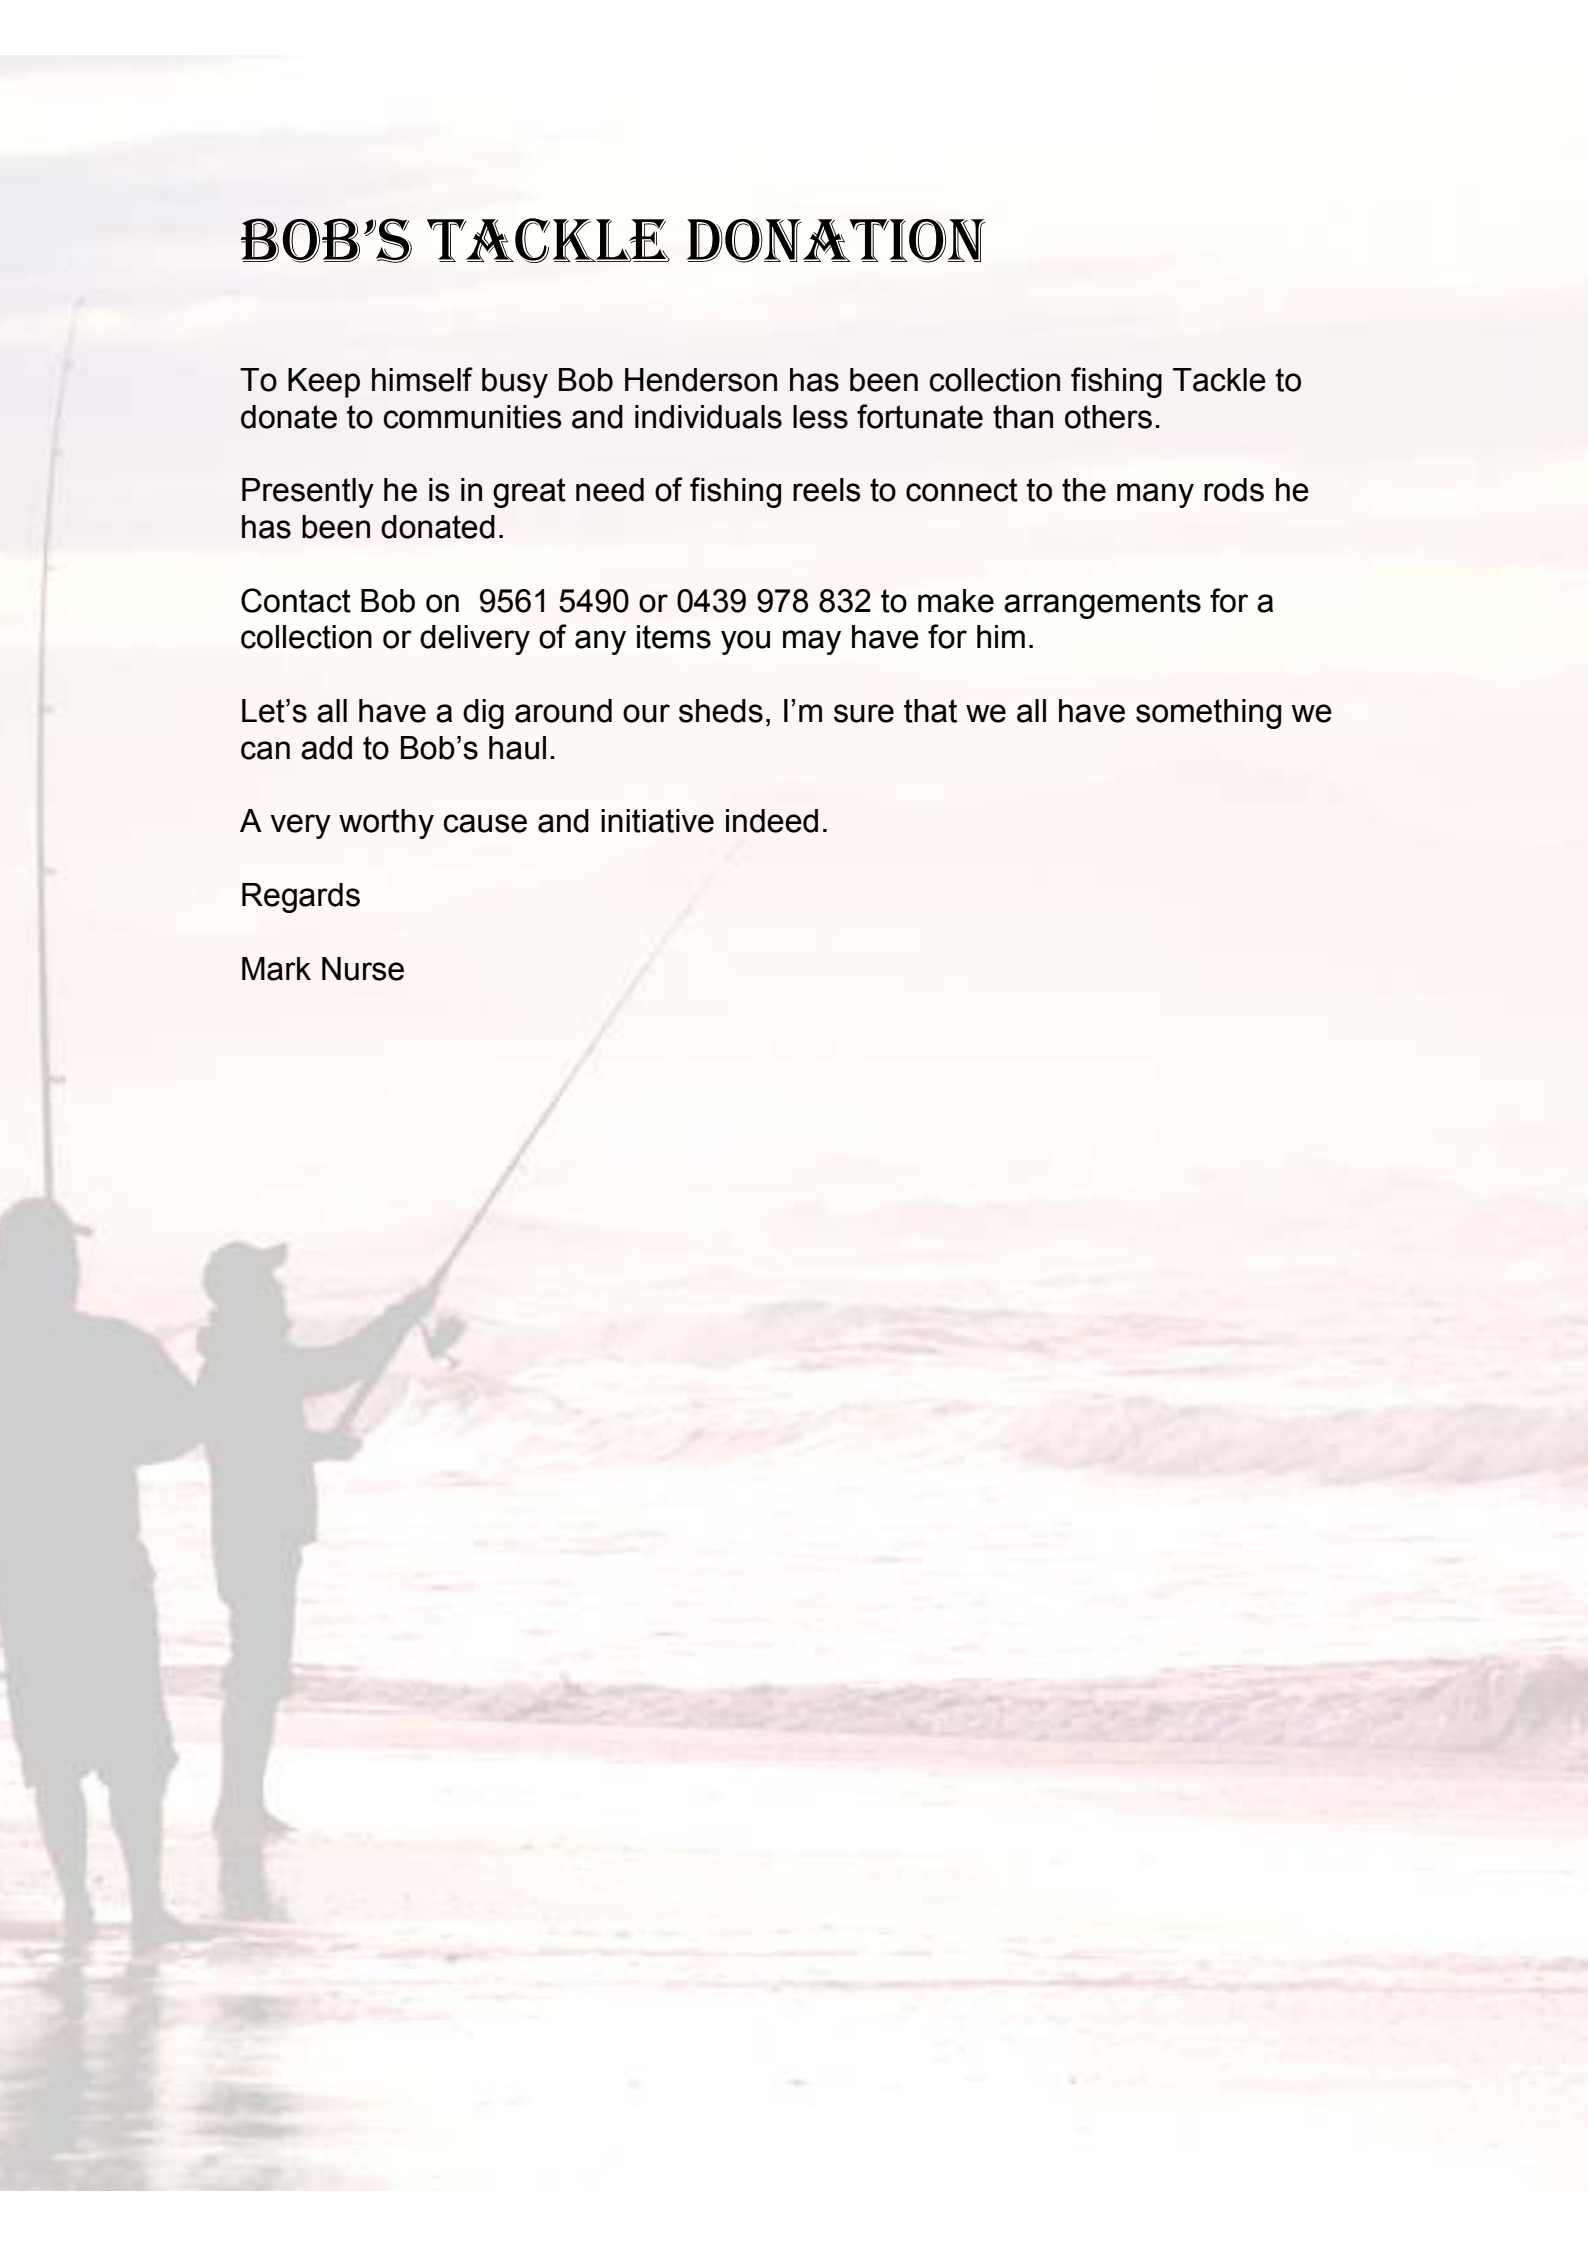 BOB'S TACKLE DONATION
To Keep himself busy Bob Henderson has been collection fishing Tackle to
donate to communities and individuals less fortunate than others.
Presently he is in great need of fishing reels to connect to the many rods he
has been donated.
Contact Bob on  9561 5490 or 0439 978 832 to make arrangements for a
collection or delivery of any items you may have for him.
Let’s all have a dig around our sheds, I’m sure that we all have something we
can add to Bob’s haul.
A very worthy cause and initiative indeed.
Regards
Mark Nurse